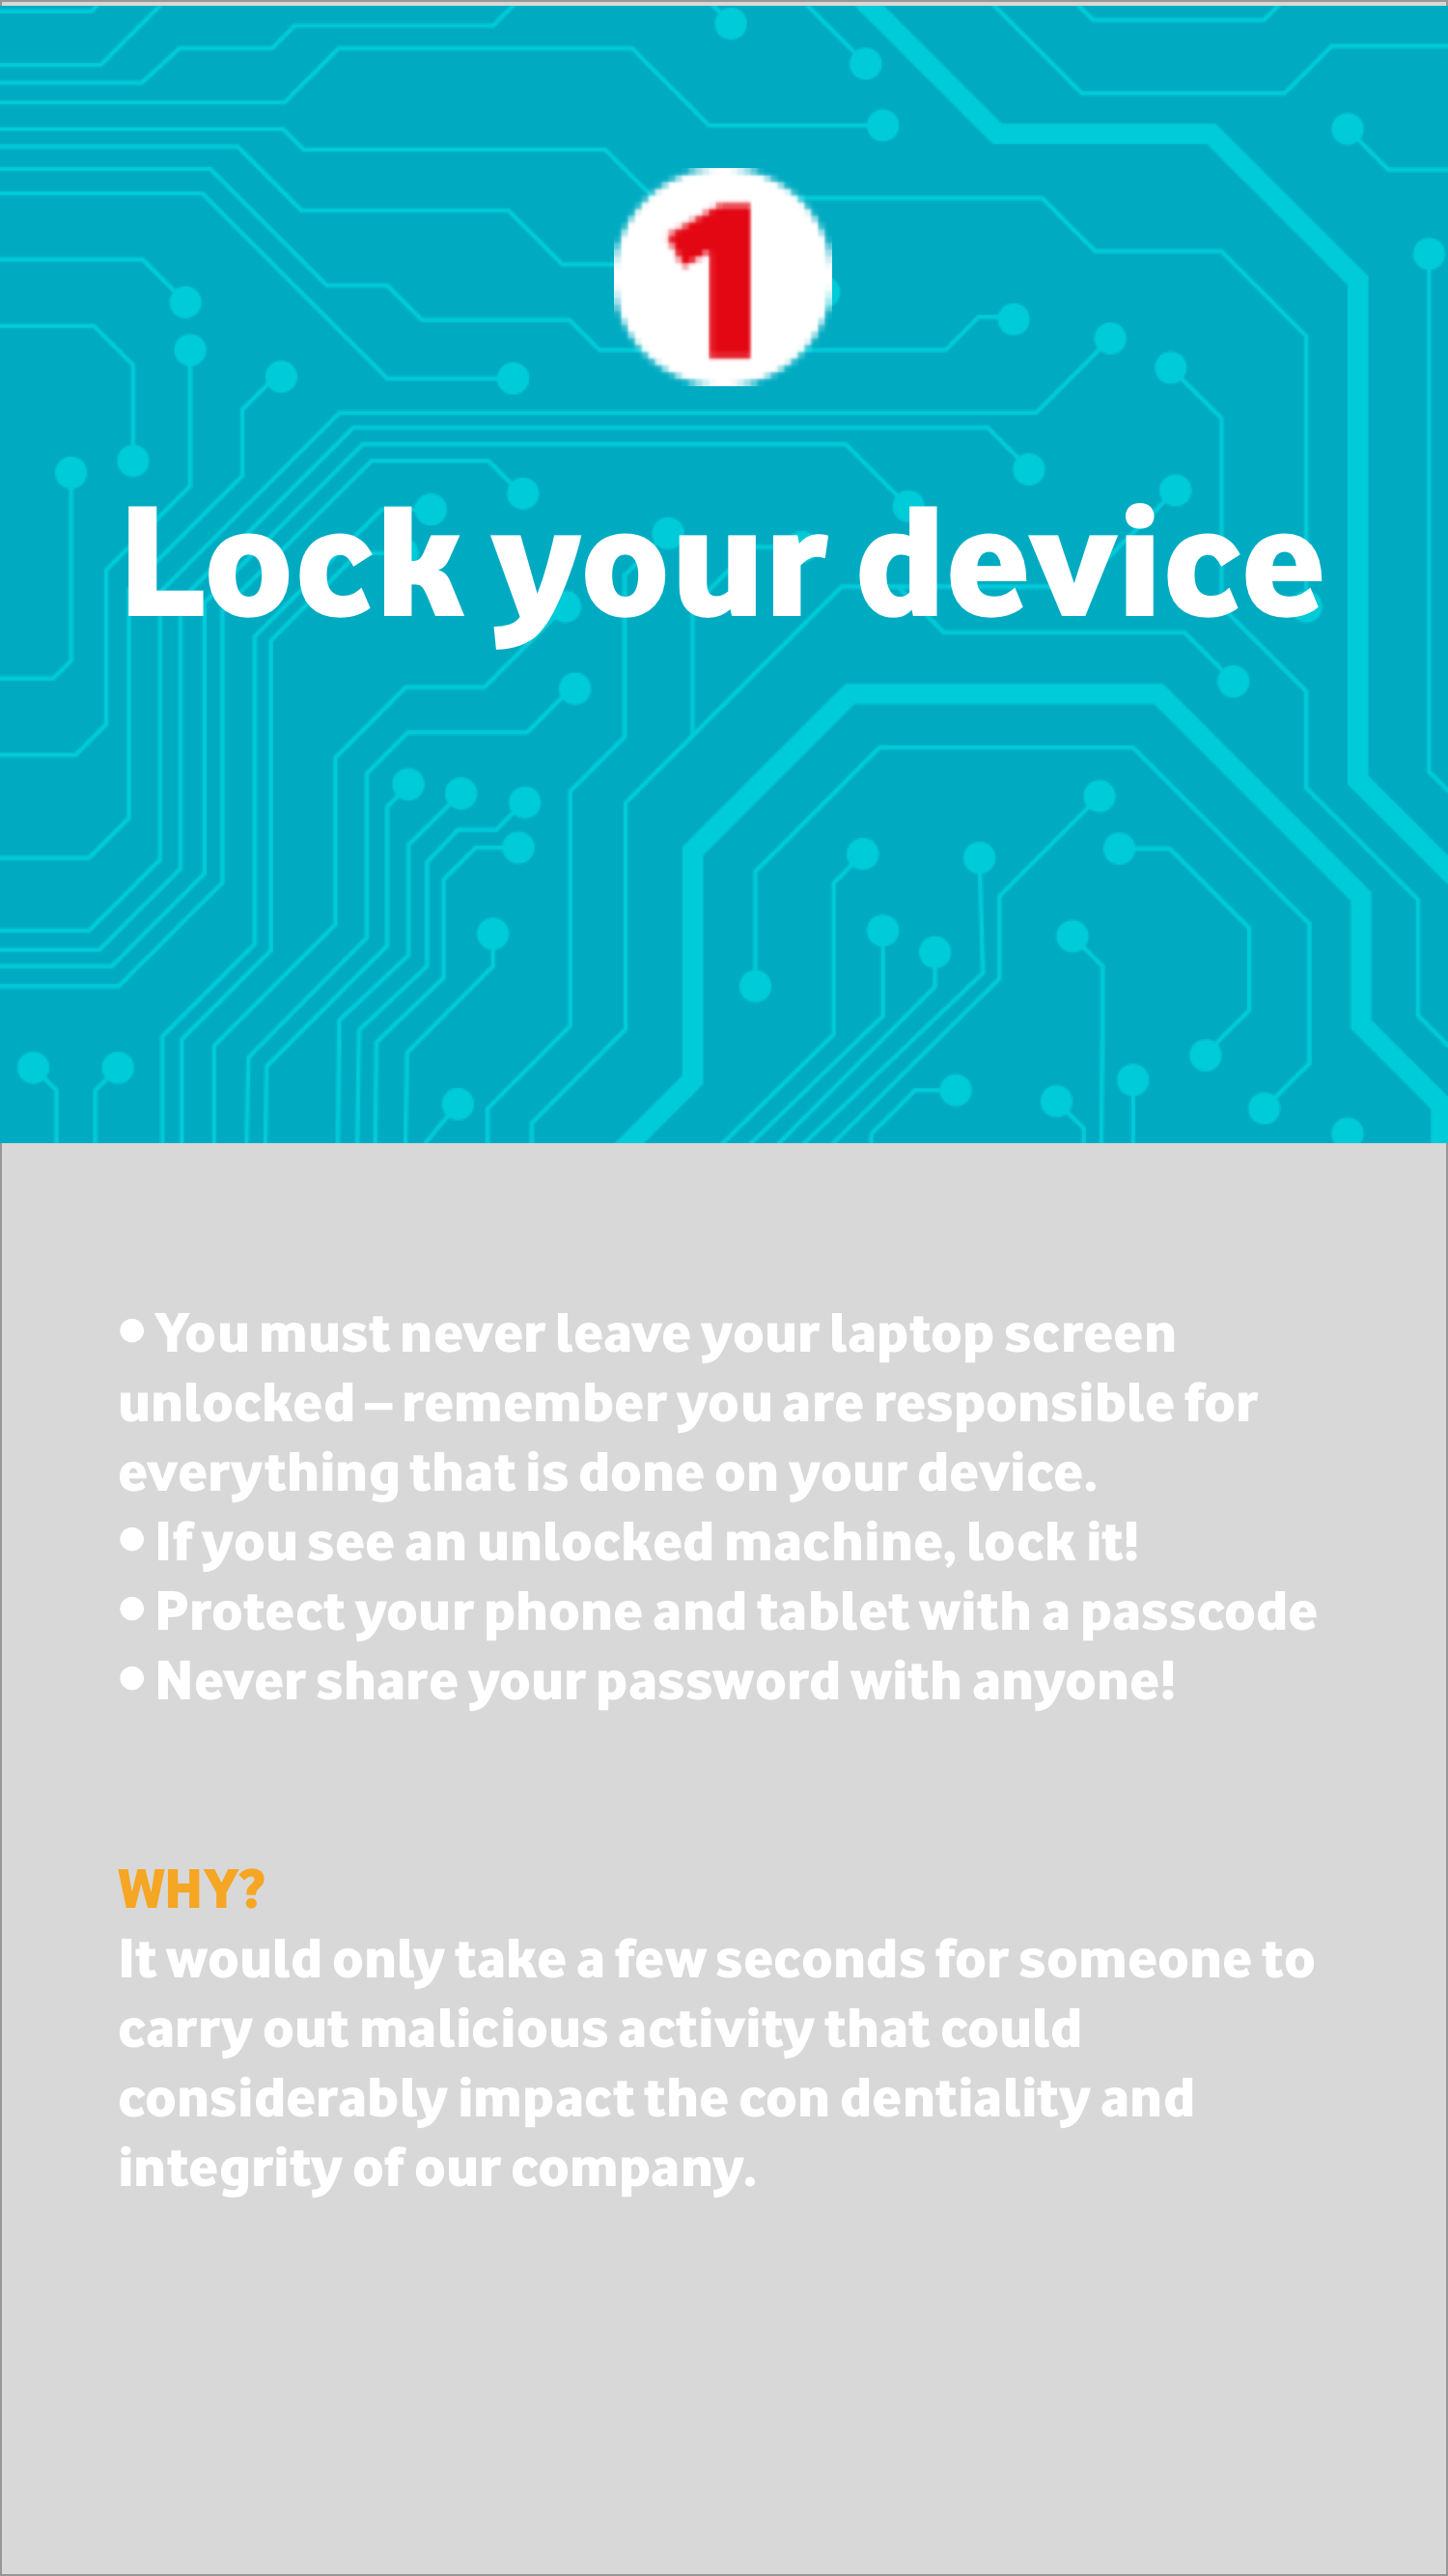 1
Lock your device
• You must never leave your laptop screen
unlocked – remember you are responsible for
everything that is done on your device.
• If you see an unlocked machine, lock it!
• Protect your phone and tablet with a passcode
• Never share your password with anyone!
WHY?
It would only take a few seconds for someone to
carry out malicious activity that could
considerably impact the con dentiality and
integrity of our company.